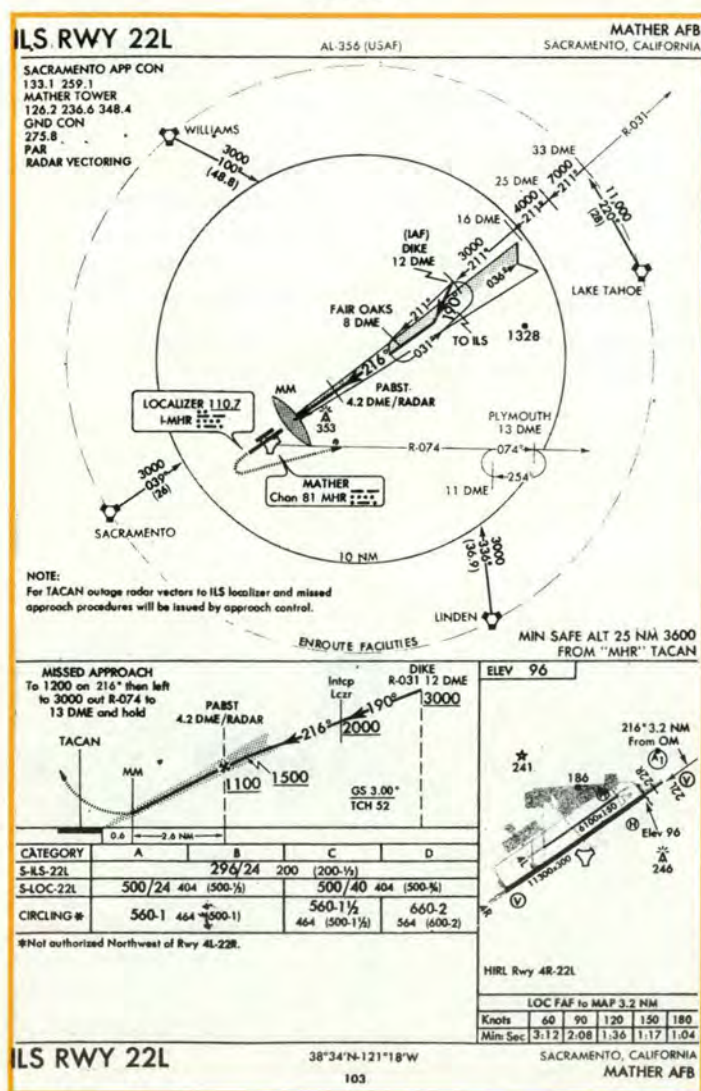 ILS RWY 22L
AL-356 (USAF)
MATHER AFB
SACRAMENTO, CALIFORNIA
SACRAMENTO APP CON
133.1 259.1
MATHER TOWER
126.2 236.6 348.4
GND CON
275.8
PAR
RADAR VECTORING
WILLIAMS
3000
100°
(48.8)
R-031
33 DME
7000
211°
25 DME
4000
211°
16 DME
11,000
220°
(28)
LAKE TAHOE
(IAF)
DIKE
12 DME
3000
211°
036°
190°
FAIR OAKS
8 DME
211°
TO ILS
1328
031°
216°
MM
PABST
4.2 DME/RADAR
LOCALIZER 110.7
I-MHR
353
PLYMOUTH
13 DME
R-074
074°
254°
11 DME
MATHER
Chan 81 MHR
3000
039°
(26)
SACRAMENTO
10 NM
3000
336°
(36.9)
LINDEN
NOTE:
For TACAN outage radar vectors to ILS localizer and missed
approach procedures will be issued by approach control.
ENROUTE FACILITIES
MIN SAFE ALT 25 NM 3600
FROM "MHR" TACAN
MISSED APPROACH
To 1200 on 216° then left
to 3000 out R-074 to
13 DME and hold
PABST
4.2 DME/RADAR
Intcp
Lczr
DIKE
R-031 12 DME
3000
190°
216°
2000
TACAN
MM
1500
1100
GS 3.00°
TCH 52
0.6
2.6 NM
ELEV 96
216° 3.2 NM
From OM
241
186
A1
V
22R
22L
6100x150
H
Elev 96
246
4L
11300x300
4R
V
HIRL Rwy 4R-22L
CATEGORY A B C D
S-ILS-22L 296/24 200 (200-½)
S-LOC-22L 500/24 404 (500-½) 500/40 404 (500-¾)
CIRCLING* 560-1 464 (500-1) 560-1½ 464 (500-1½) 660-2 564 (600-2)
*Not authorized Northwest of Rwy 4L-22R.
LOC FAF to MAP 3.2 NM
Knots 60 90 120 150 180
Min: Sec 3:12 2:08 1:36 1:17 1:04
ILS RWY 22L
38°34'N-121°18'W
103
SACRAMENTO, CALIFORNIA
MATHER AFB